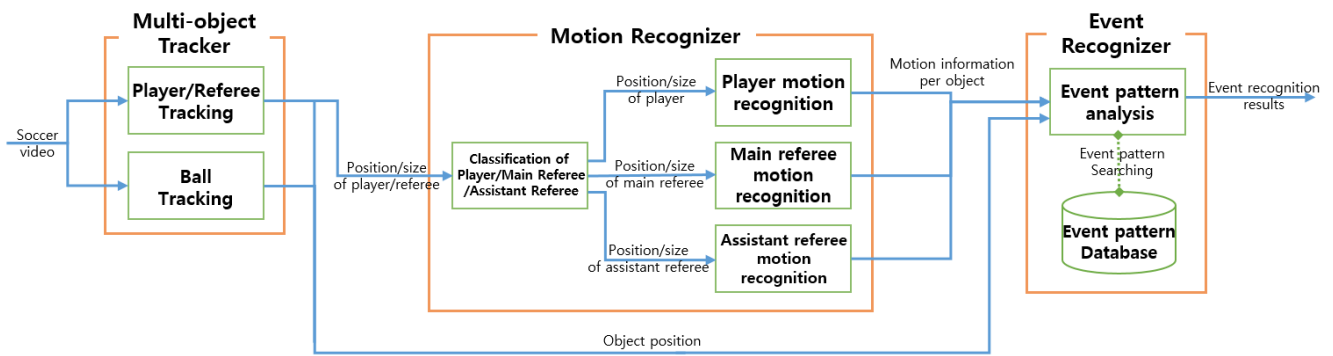 Multi-object
Tracker
Player/Referee
Tracking
Soccer
video
Ball
Tracking
Position/size
of player/referee
Motion Recognizer
Classification of
Player/Main Referee
/Assistant Referee
Position/size
of player
Player motion
recognition
Position/size
of main referee
Main referee
motion
recognition
Position/size
of assistant referee
Assistant referee
motion
recognition
Motion information
per object
Object position
Event
Recognizer
Event pattern
analysis
Event pattern
Searching
Event pattern
Database
Event recognition
results